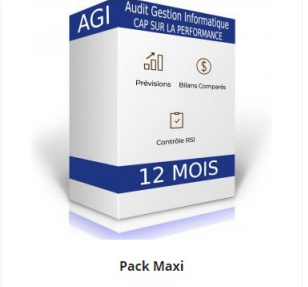 AGI
Audit Gestion Informatique
CAP SUR LA PERFORMANCE
Prévisions
Bilans Comparés
Contrôle RSI
12 MOIS
Pack Maxi